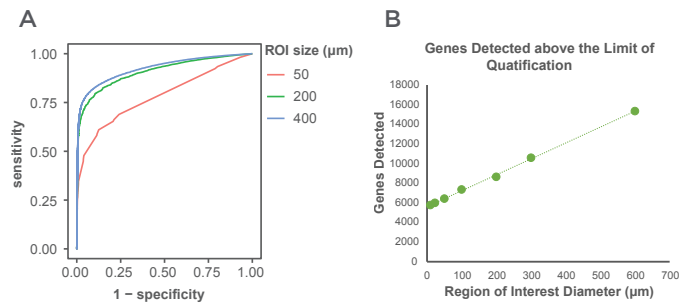 A
ROI size (μm)
50
200
400
1.00
0.75
0.50
0.25
0.00
sensitivity
0.00 0.25 0.50 0.75 1.00
1 − specificity
B
Genes Detected above the Limit of
Quatification
18000
16000
14000
12000
10000
8000
6000
4000
2000
0
Genes Detected
0 100 200 300 400 500 600 700
Region of Interest Diameter (μm)